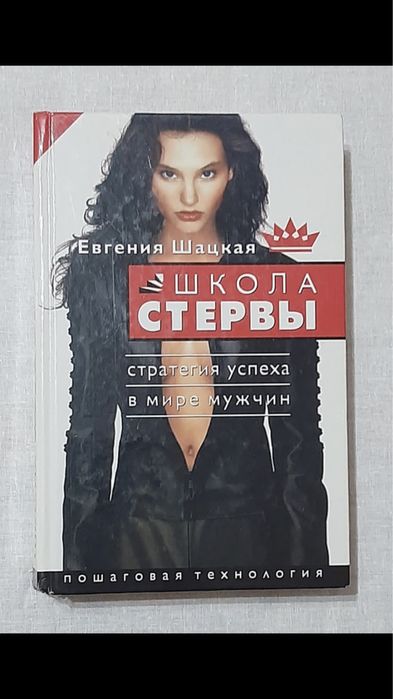 Евгения Шацкая
ШКОЛА
СТЕРВЫ
стратегия успеха
в мире мужчин
пошаговая технология